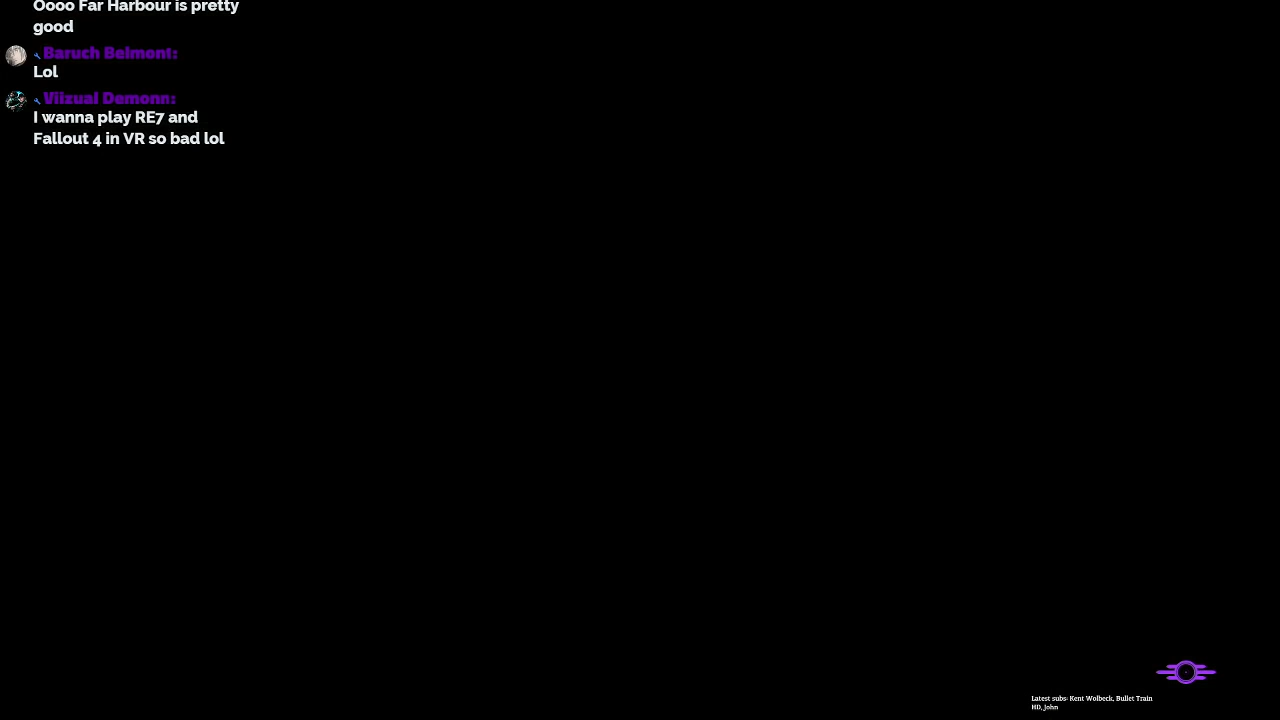 Oooo Far Harbour is pretty
good
Baruch Belmont:
Lol
Viizual Demonn:
I wanna play RE7 and
Fallout 4 in VR so bad lol
Latest subs: Kent Wolbeck, Bullet Train
HD, John